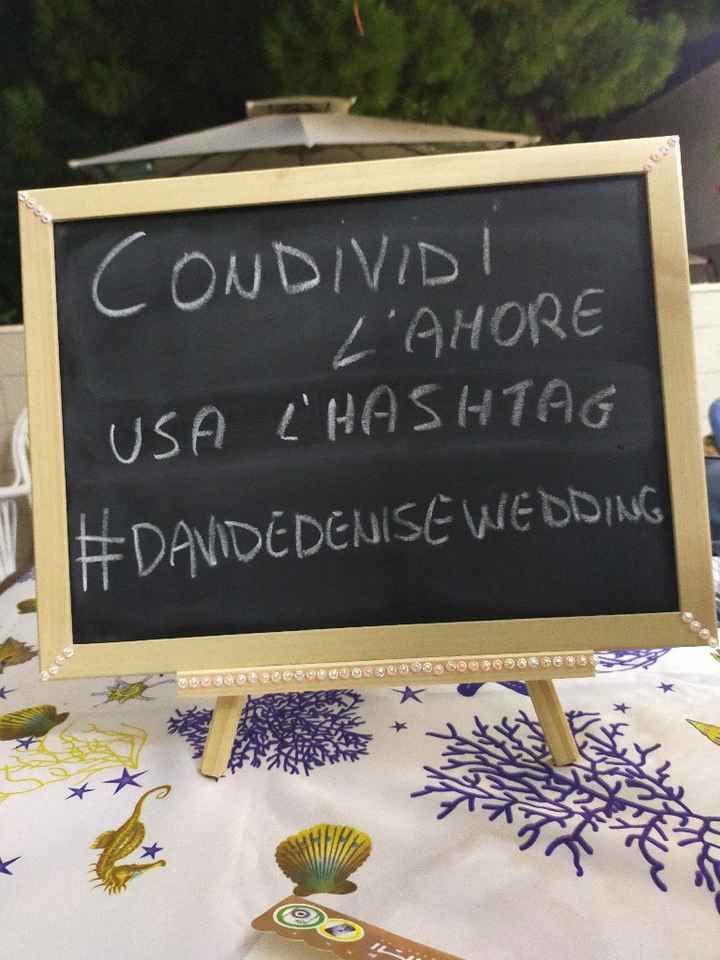 CONDIVIDI
L'AMORE
USA L'HASHTAG
#DAVIDEDENISEWEDDING